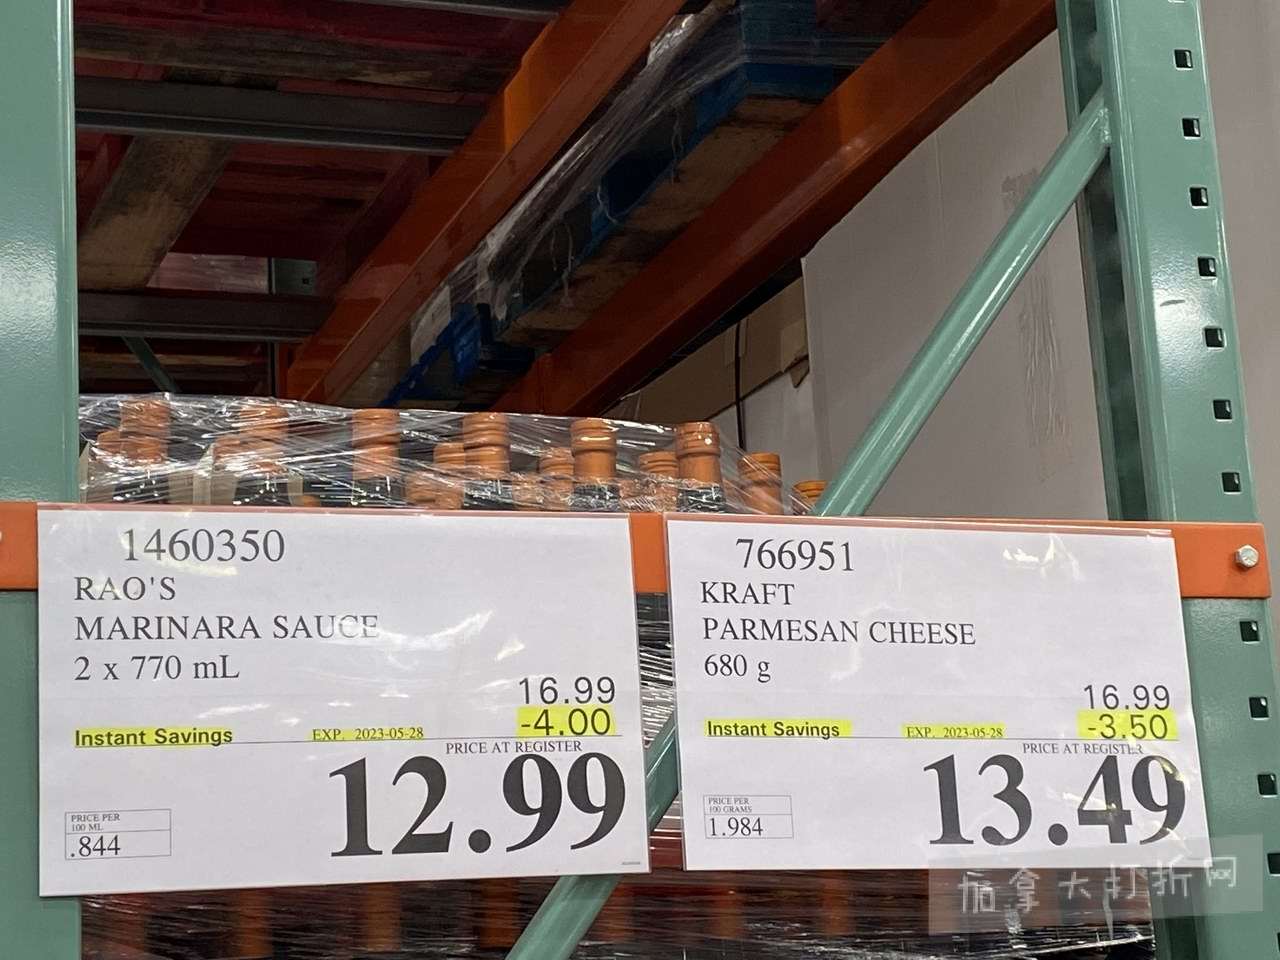 1460350
RAO'S
MARINARA SAUCE
2 x 770 mL
16.99
Instant Savings EXP. 2023-05-28 -4.00
PRICE AT REGISTER
12.99
PRICE PER
100 ML
.844
766951
KRAFT
PARMESAN CHEESE
680 g
16.99
Instant Savings EXP. 2023-05-28 -3.50
PRICE AT REGISTER
13.49
PRICE PER
100 GRAMS
1.984
加拿大打折网